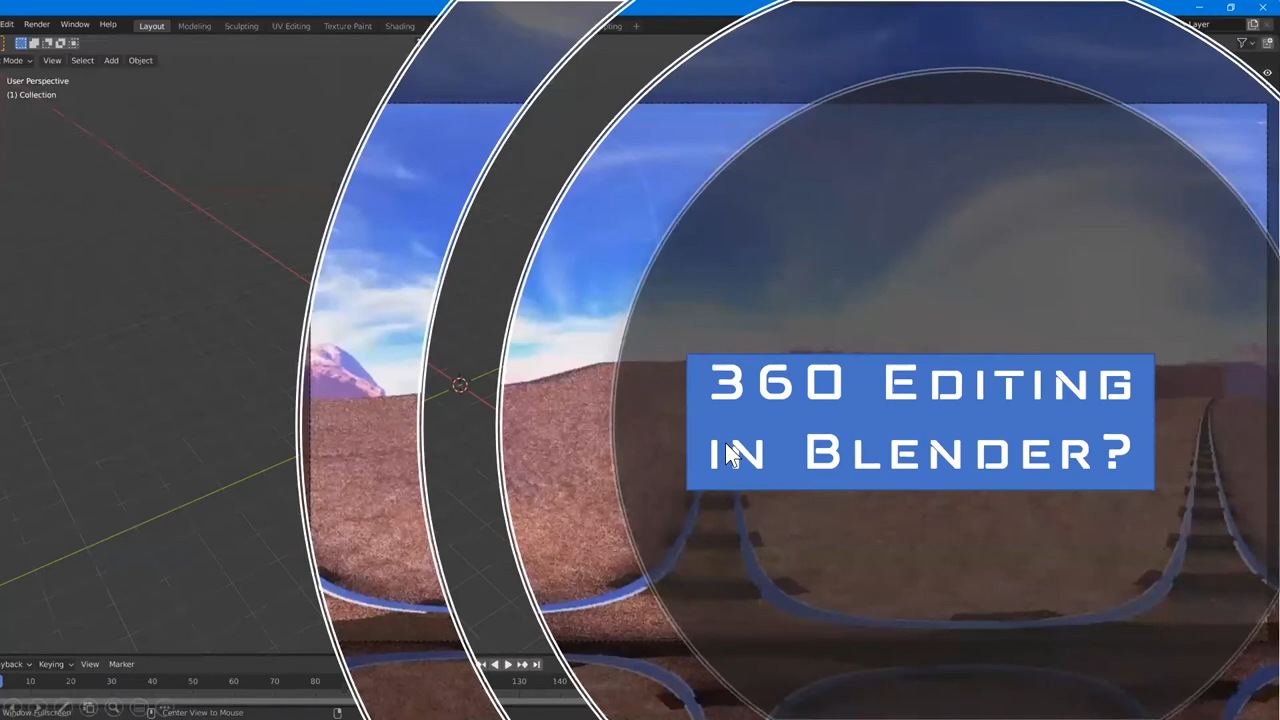 Edit Render Window Help Layout Modeling Sculpting UV Editing Texture Paint Shading
Mode View Select Add Object
User Perspective
(1) Collection
360 Editing
in Blender?
Keying View Marker
10 20 30 40 50 60 70 80 130 140
Window Fullscreen Center View to Mouse